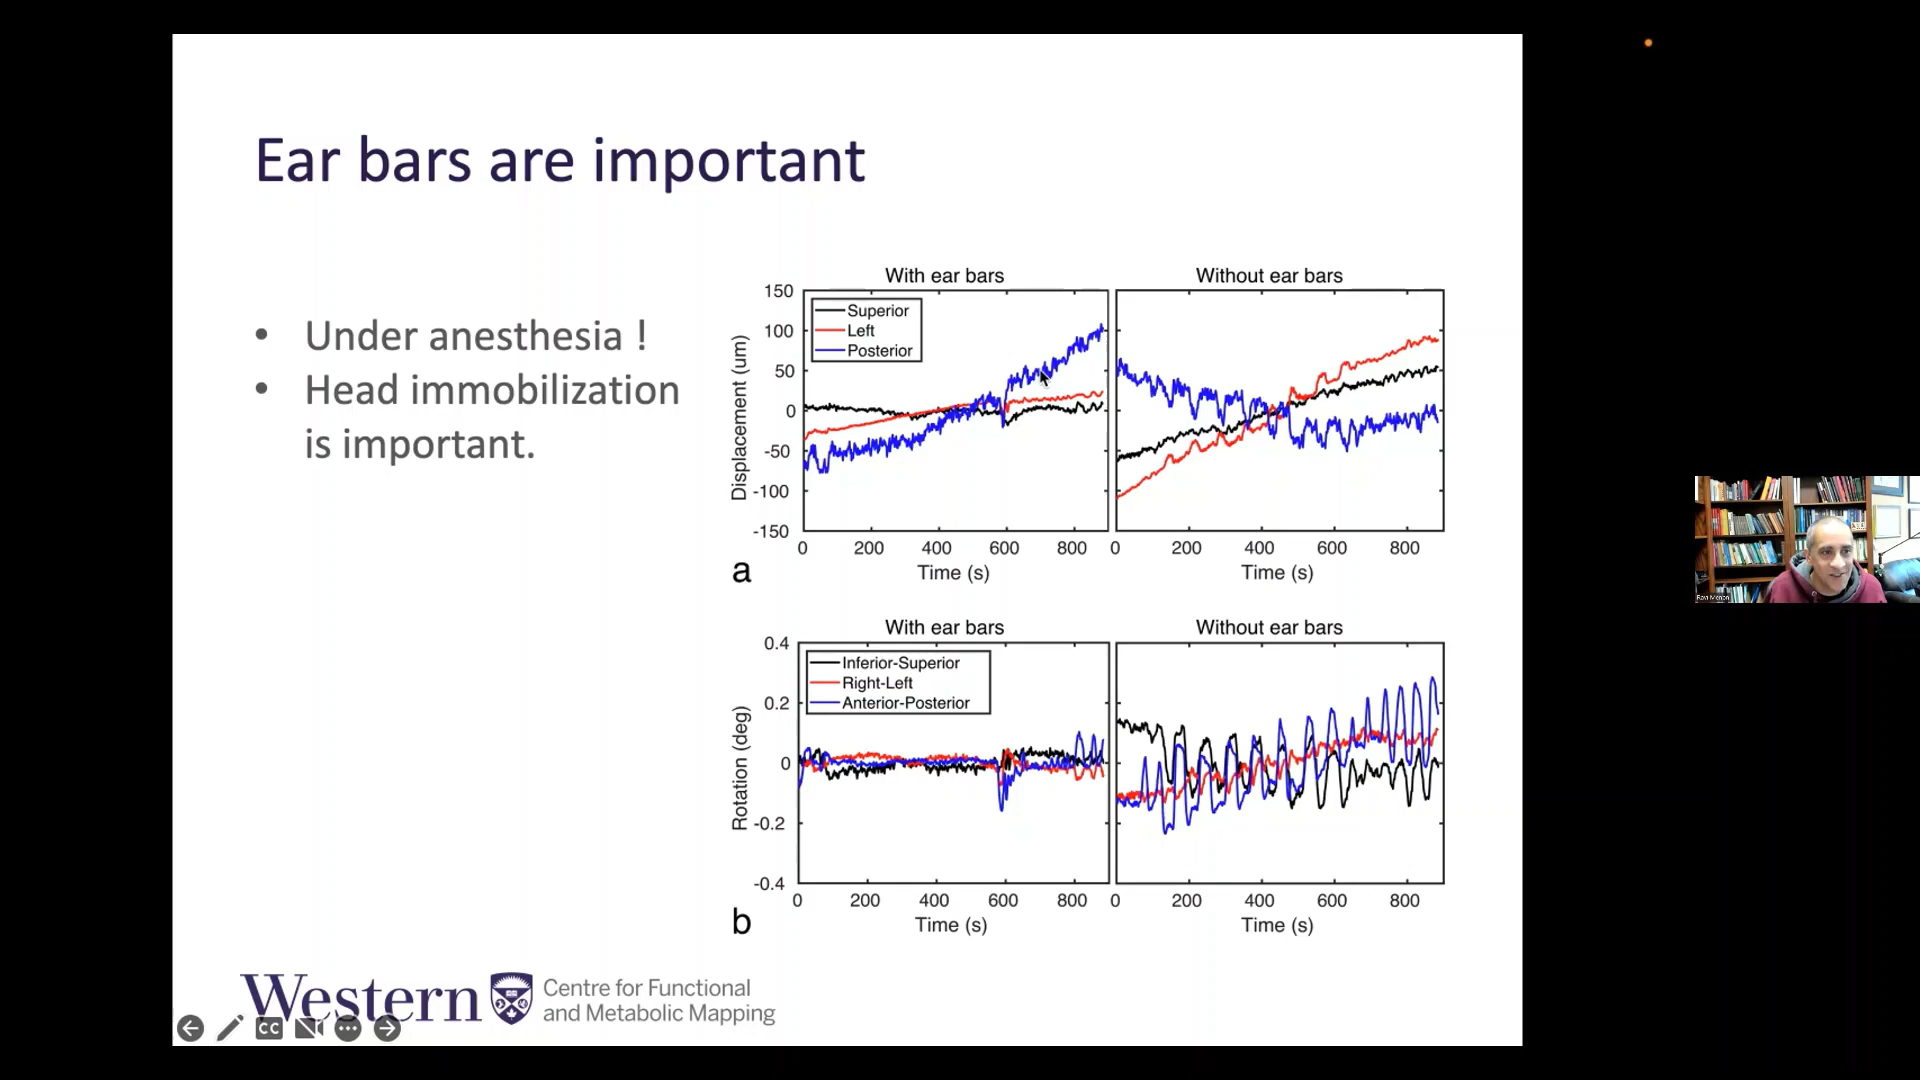 Ear bars are important
• Under anesthesia !
• Head immobilization
is important.
With ear bars
Without ear bars
150
100
50
0
-50
-100
-150
Displacement (um)
Superior
Left
Posterior
0 200 400 600 800
0 200 400 600 800
Time (s)
Time (s)
a
With ear bars
Without ear bars
0.4
0.2
0
-0.2
-0.4
Rotation (deg)
Inferior-Superior
Right-Left
Anterior-Posterior
0 200 400 600 800
0 200 400 600 800
Time (s)
Time (s)
b
Western
Centre for Functional
and Metabolic Mapping
CC
Ravi Menon